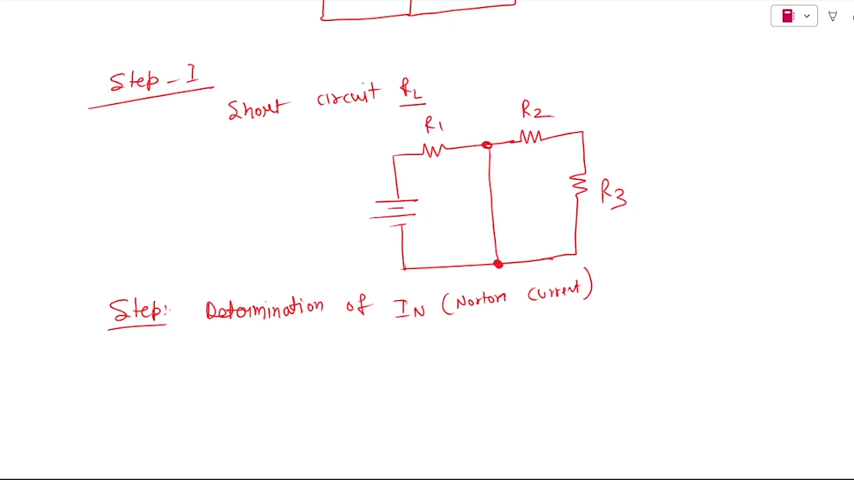 Step - I
Short circuit RL
R1
R2
R3
Step: Determination of IN (Norton current)